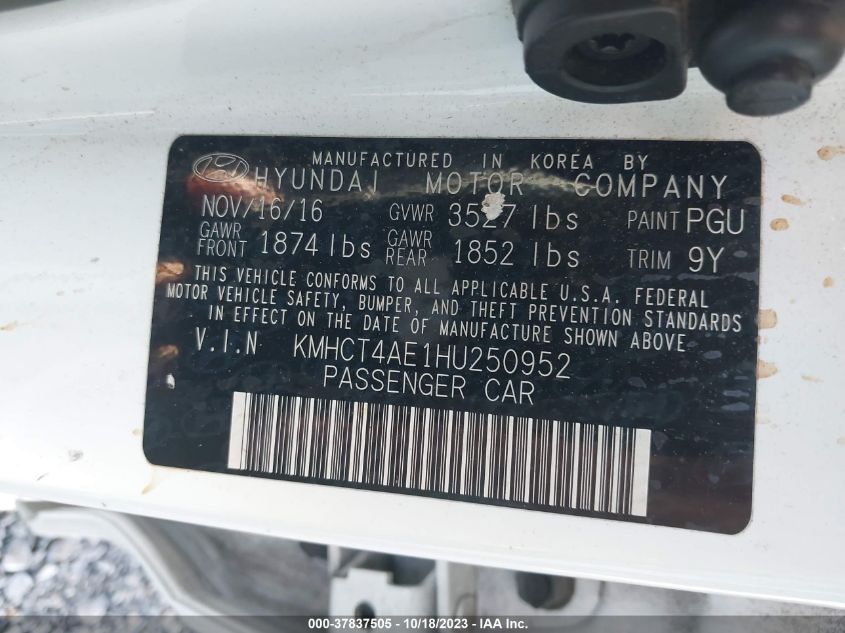 MANUFACTURED IN KOREA BY
HYUNDAI MOTOR COMPANY
NOV/16/16 GVWR 3527 lbs PAINT PGU
GAWR FRONT 1874 lbs GAWR REAR 1852 lbs TRIM 9Y
THIS VEHICLE CONFORMS TO ALL APPLICABLE U.S.A. FEDERAL
MOTOR VEHICLE SAFETY, BUMPER, AND THEFT PREVENTION STANDARDS
IN EFFECT ON THE DATE OF MANUFACTURE SHOWN ABOVE
V.I.N KMHCT4AE1HU250952
PASSENGER CAR
000-37837505 - 10/18/2023 - IAA Inc.